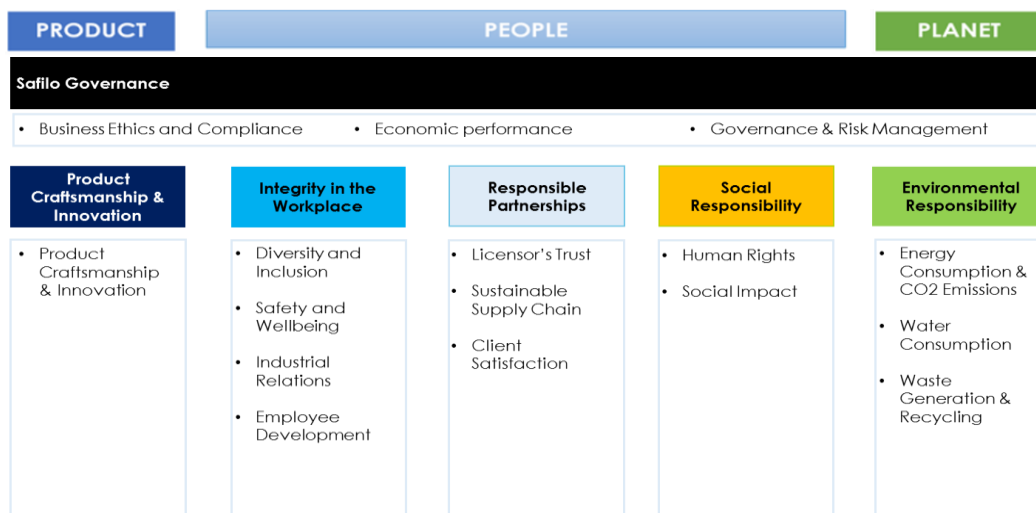 PRODUCT
PEOPLE
PLANET
Safilo Governance
• Business Ethics and Compliance
• Economic performance
• Governance & Risk Management
Product
Craftsmanship &
Innovation
Integrity in the
Workplace
Responsible
Partnerships
Social
Responsibility
Environmental
Responsibility
• Product
Craftsmanship
& Innovation
• Diversity and
Inclusion
• Safety and
Wellbeing
• Industrial
Relations
• Employee
Development
• Licensor's Trust
• Sustainable
Supply Chain
• Client
Satisfaction
• Human Rights
• Social Impact
• Energy
Consumption &
CO2 Emissions
• Water
Consumption
• Waste
Generation &
Recycling